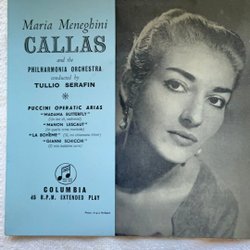 Maria Meneghini
CALLAS
and the
PHILHARMONIA ORCHESTRA
conducted by
TULLIO SERAFIN
PUCCINI OPERATIC ARIAS
"MADAMA BUTTERFLY"
"MANON LESCAUT"
"LA BOHÈME"
"GIANNI SCHICCHI"
COLUMBIA
45 R.P.M. EXTENDED PLAY